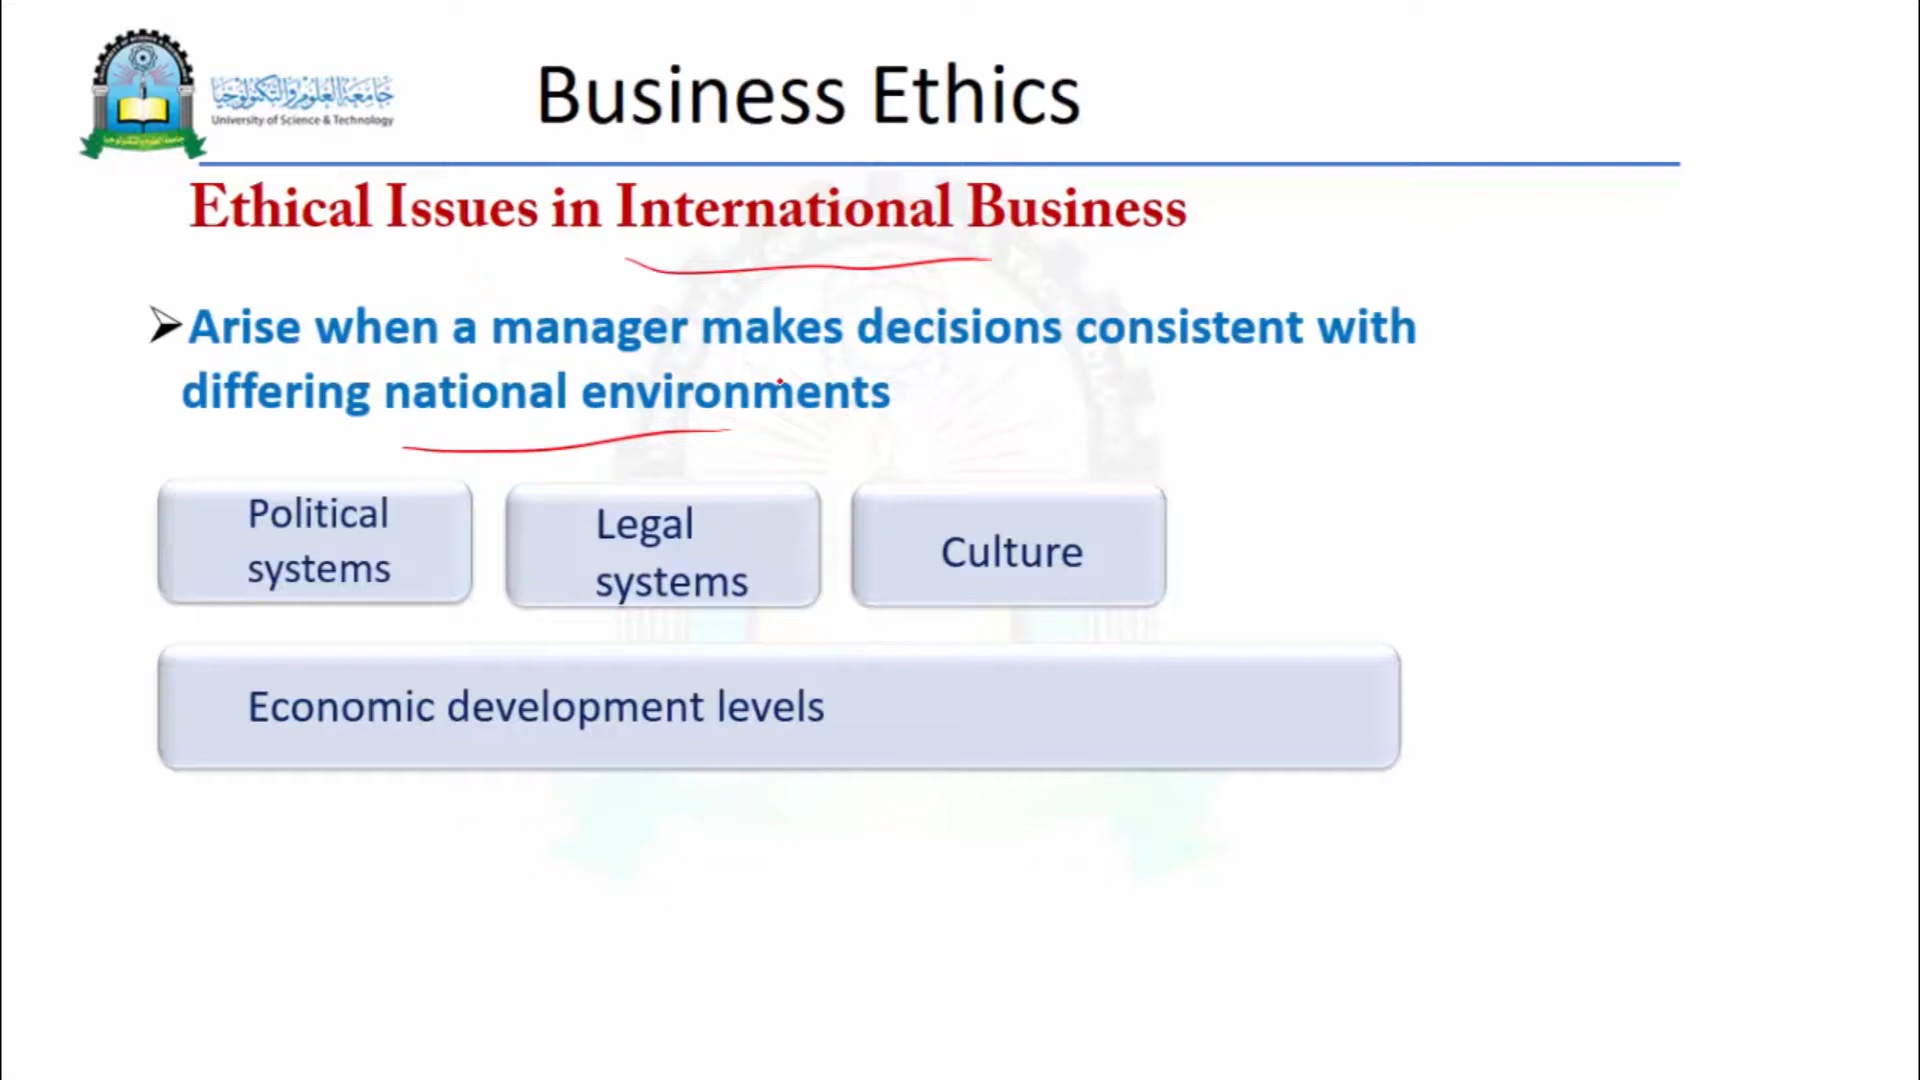 جامعة العلوم والتكنولوجيا
University of Science & Technology
Business Ethics
Ethical Issues in International Business
Arise when a manager makes decisions consistent with
differing national environments
Political
systems
Legal
systems
Culture
Economic development levels